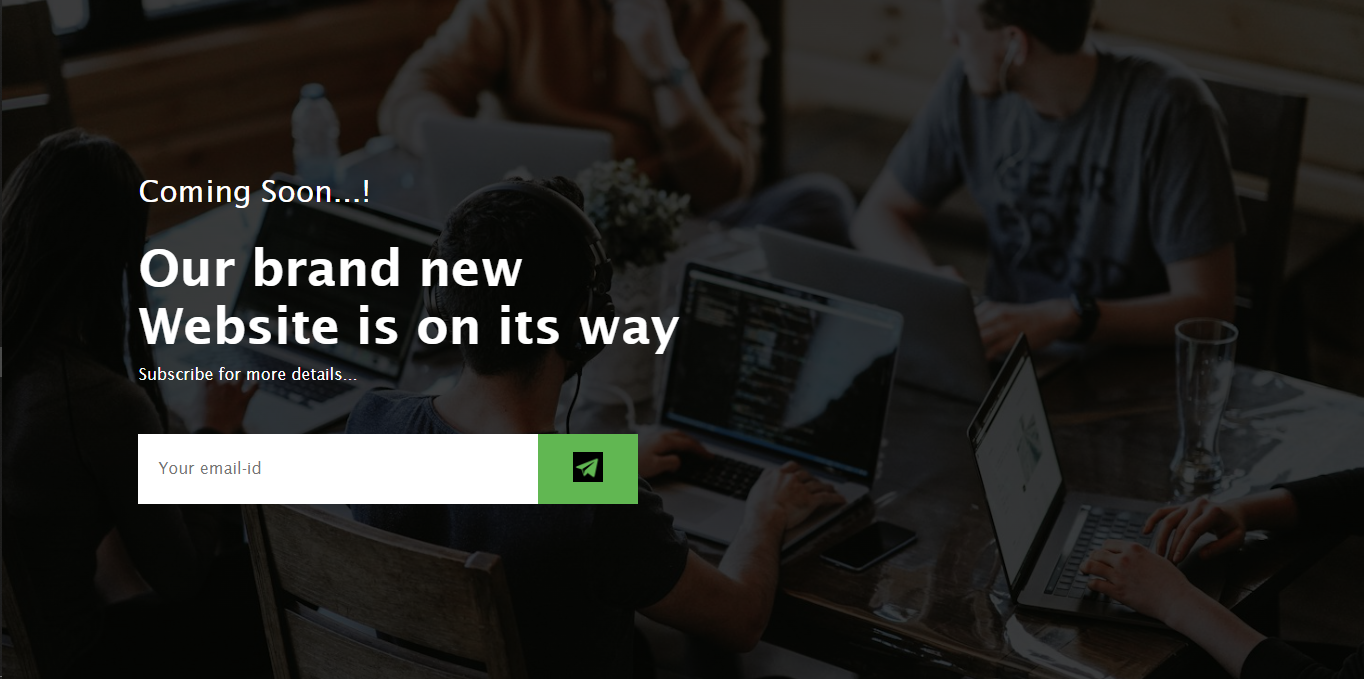 Coming Soon...!
Our brand new
Website is on its way
Subscribe for more details...
Your email-id